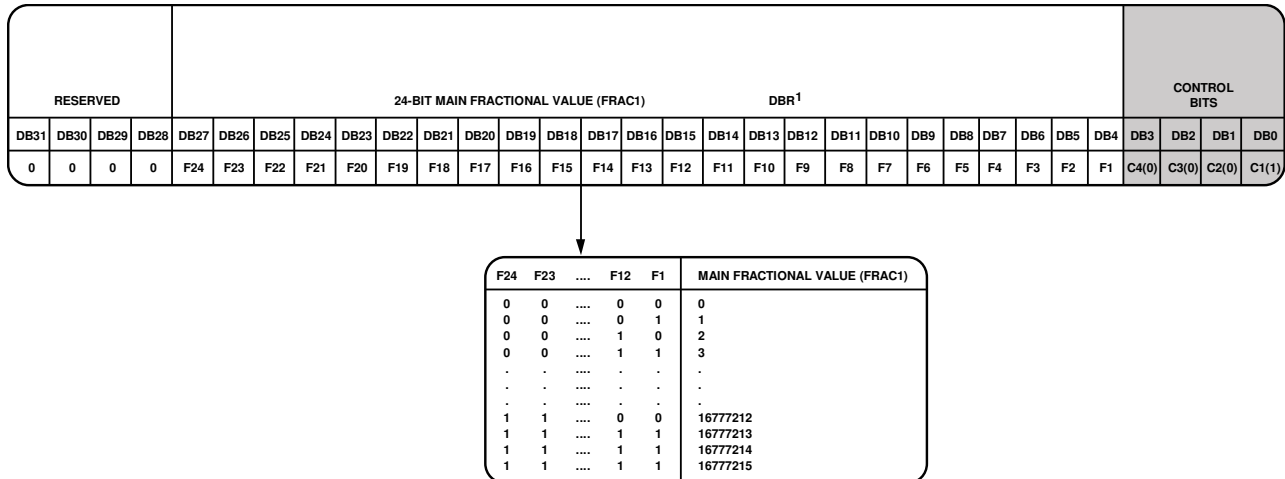 RESERVED 24-BIT MAIN FRACTIONAL VALUE (FRAC1) DBR1 CONTROL BITS
DB31 DB30 DB29 DB28 DB27 DB26 DB25 DB24 DB23 DB22 DB21 DB20 DB19 DB18 DB17 DB16 DB15 DB14 DB13 DB12 DB11 DB10 DB9 DB8 DB7 DB6 DB5 DB4 DB3 DB2 DB1 DB0
0 0 0 0 F24 F23 F22 F21 F20 F19 F18 F17 F16 F15 F14 F13 F12 F11 F10 F9 F8 F7 F6 F5 F4 F3 F2 F1 C4(0) C3(0) C2(0) C1(1)
F24 F23 .... F12 F1 MAIN FRACTIONAL VALUE (FRAC1)
0 0 .... 0 0 0
0 0 .... 0 1 1
0 0 .... 1 0 2
0 0 .... 1 1 3
. . .... . . .
. . .... . . .
. . .... . . .
1 1 .... 0 0 16777212
1 1 .... 1 1 16777213
1 1 .... 1 1 16777214
1 1 .... 1 1 16777215